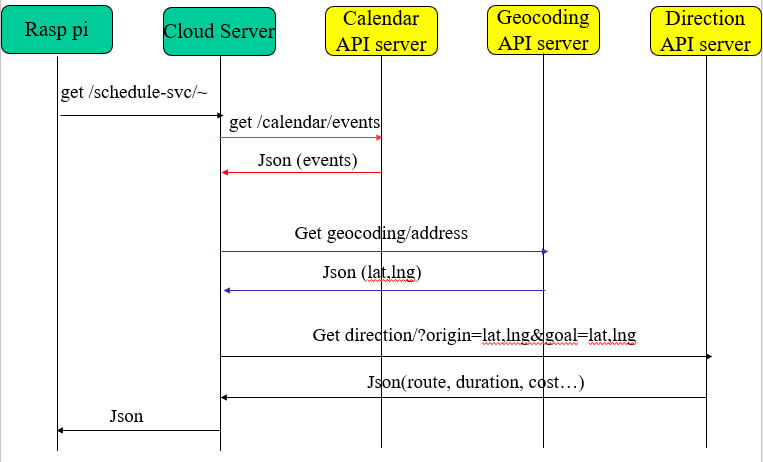 Rasp pi
Cloud Server
Calendar
API server
Geocoding
API server
Direction
API server
get /schedule-svc/~
get /calendar/events
Json (events)
Get geocoding/address
Json (lat,lng)
Get direction/?origin=lat,lng&goal=lat,lng
Json(route, duration, cost…)
Json